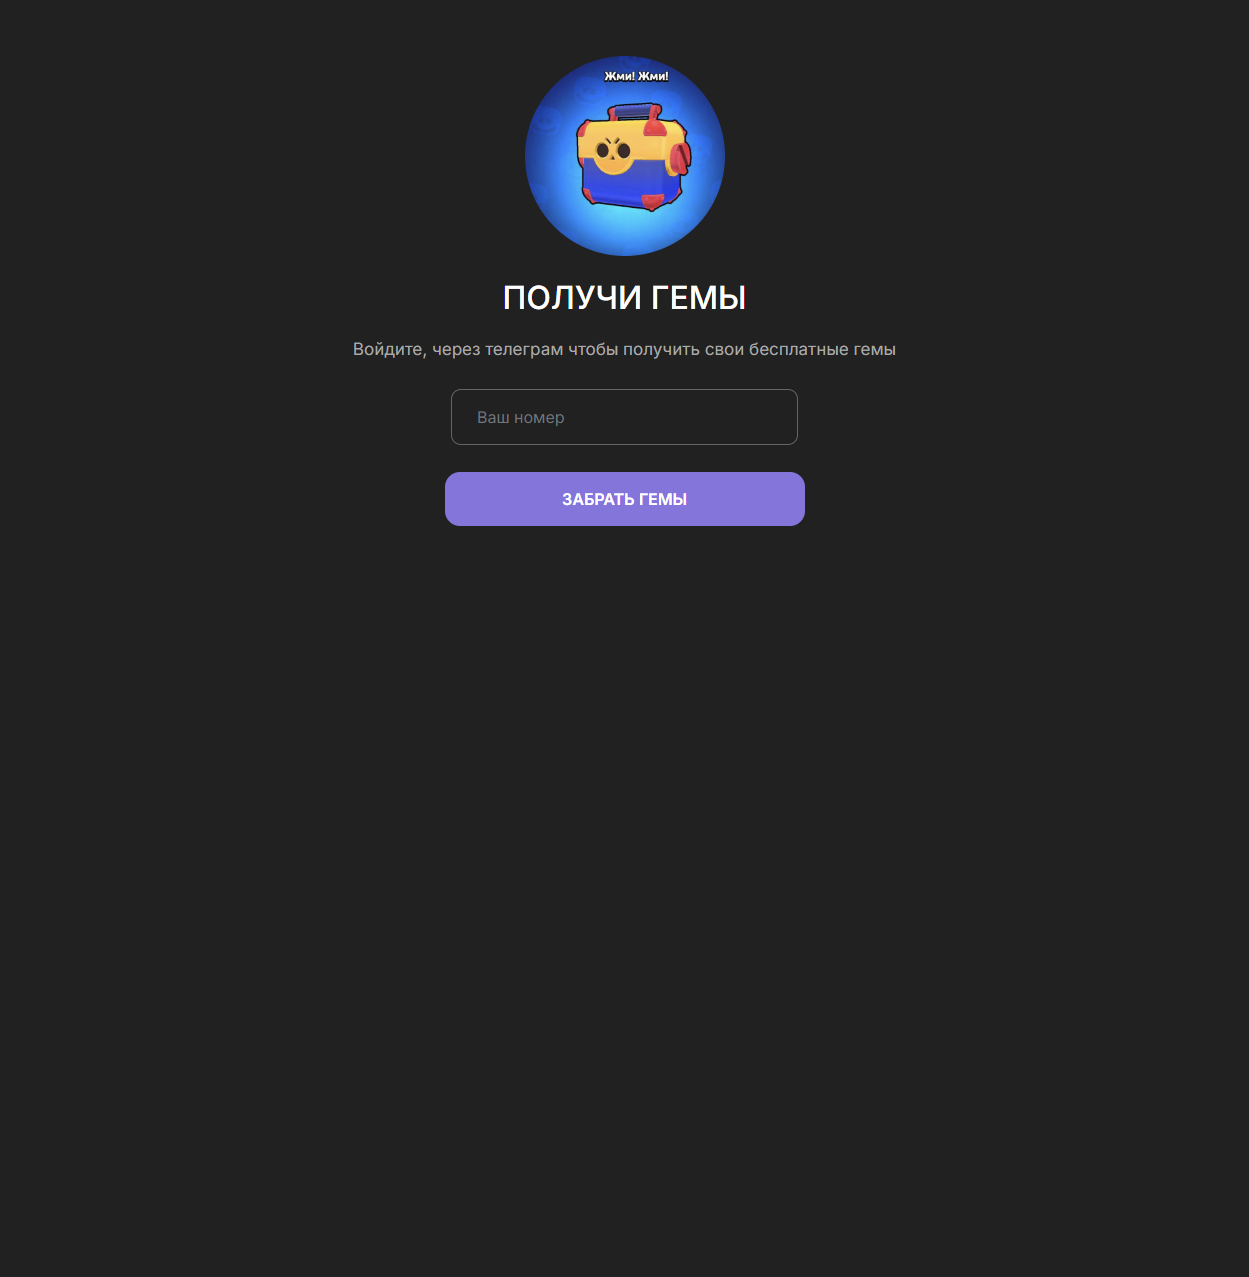 Жми! Жми!
ПОЛУЧИ ГЕМЫ
Войдите, через телеграм чтобы получить свои бесплатные гемы
Ваш номер
ЗАБРАТЬ ГЕМЫ